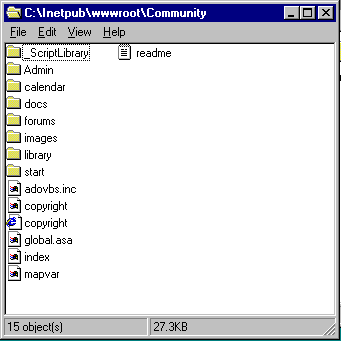 C:\Inetpub\wwwroot\Community
File Edit View Help
_ScriptLibrary
Admin
calendar
docs
forums
images
library
start
adovbs.inc
copyright
copyright
global.asa
index
mapvar
readme
15 object(s) 27.3KB